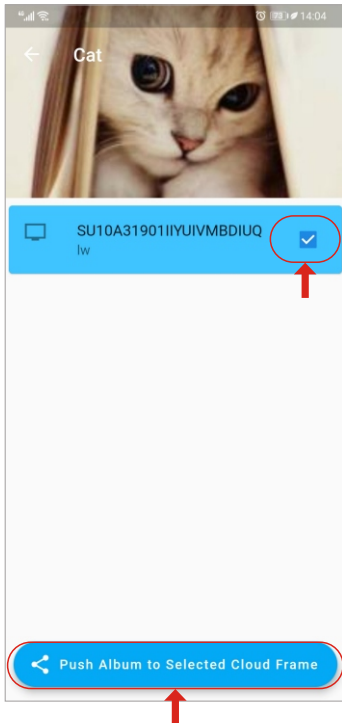 14:04
Cat
SU10A31901IIYUIVMBDIUQ
lw
Push Album to Selected Cloud Frame